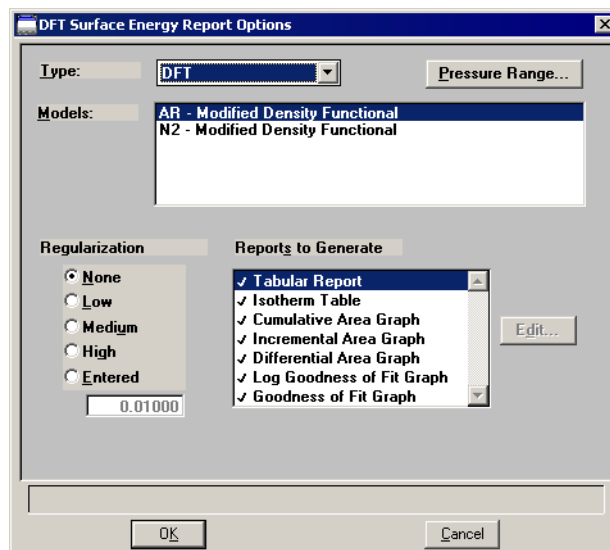 DFT Surface Energy Report Options
Type:
DFT
Pressure Range...
Models:
AR - Modified Density Functional
N2 - Modified Density Functional
Regularization
None
Low
Medium
High
Entered
0.01000
Reports to Generate
✓ Tabular Report
✓ Isotherm Table
✓ Cumulative Area Graph
✓ Incremental Area Graph
✓ Differential Area Graph
✓ Log Goodness of Fit Graph
✓ Goodness of Fit Graph
Edit...
OK
Cancel